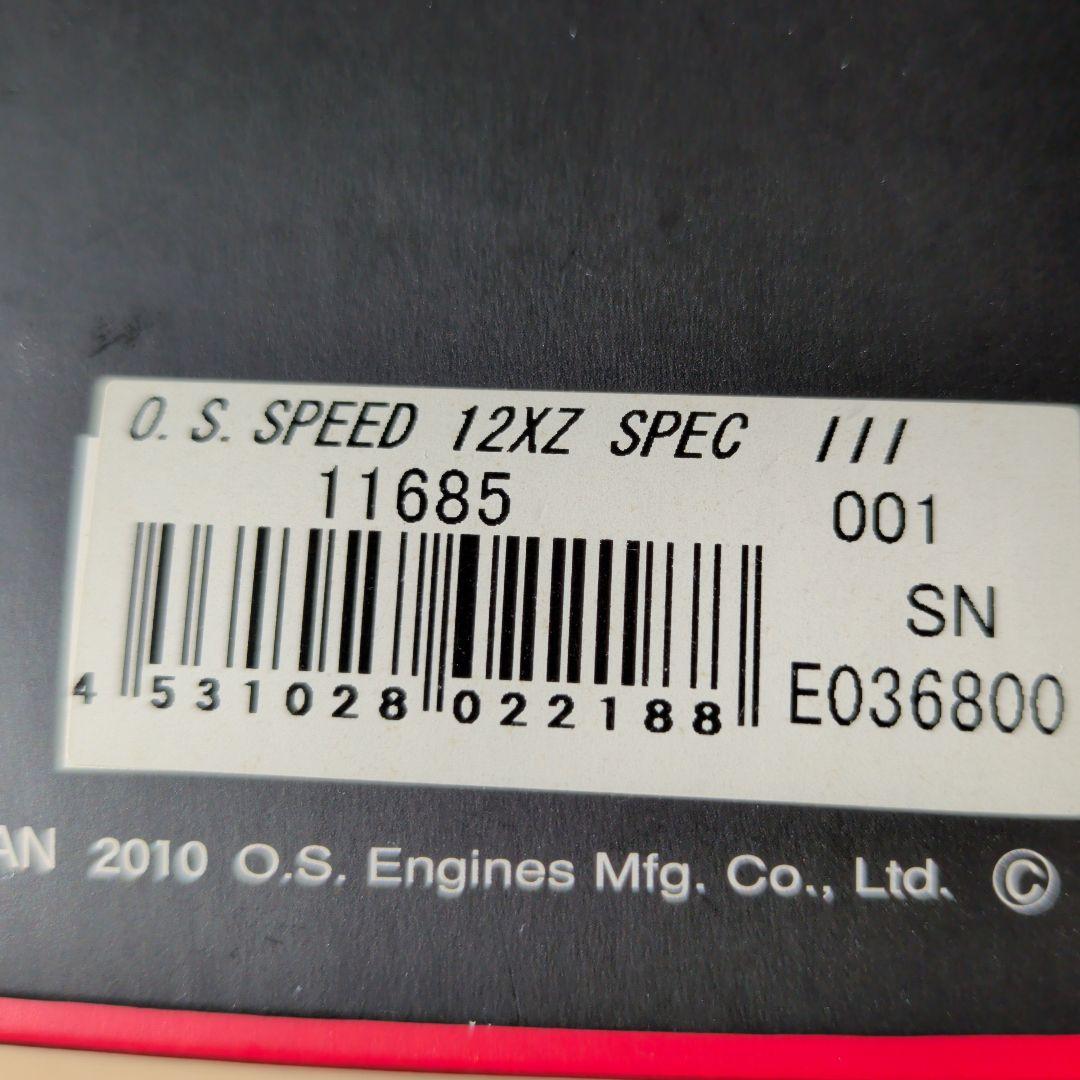 O.S.SPEED 12XZ SPEC III
11685 001
SN
4 531028 022188 E036800
AN 2010 O.S. Engines Mfg. Co., Ltd. ©